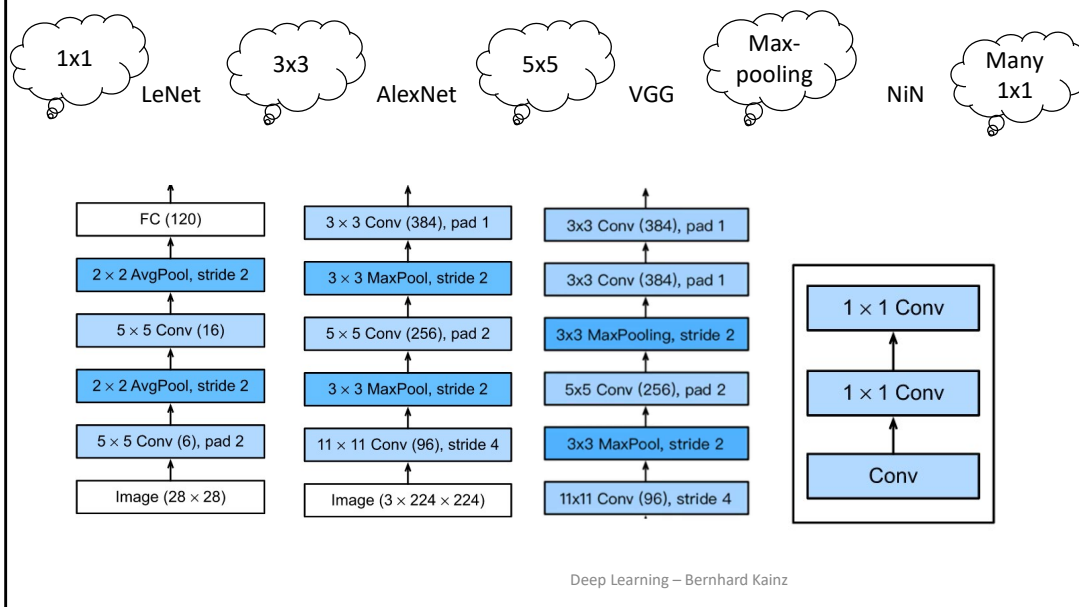 1x1
LeNet
3x3
AlexNet
5x5
VGG
Max-
pooling
NiN
Many
1x1
FC (120)
2 × 2 AvgPool, stride 2
5 × 5 Conv (16)
2 × 2 AvgPool, stride 2
5 × 5 Conv (6), pad 2
Image (28 × 28)
3 × 3 Conv (384), pad 1
3 × 3 MaxPool, stride 2
5 × 5 Conv (256), pad 2
3 × 3 MaxPool, stride 2
11 × 11 Conv (96), stride 4
Image (3 × 224 × 224)
3x3 Conv (384), pad 1
3x3 Conv (384), pad 1
3x3 MaxPooling, stride 2
5x5 Conv (256), pad 2
3x3 MaxPool, stride 2
11x11 Conv (96), stride 4
1 × 1 Conv
1 × 1 Conv
Conv
Deep Learning – Bernhard Kainz